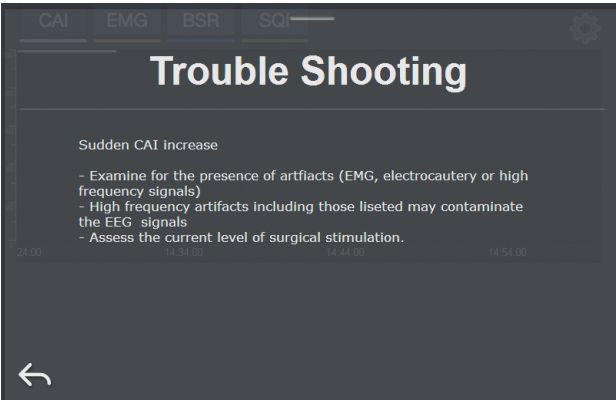 CAI EMG BSR SQI
Trouble Shooting
Sudden CAI increase
- Examine for the presence of artfiacts (EMG, electrocautery or high
frequency signals)
- High frequency artifacts including those liseted may contaminate
the EEG signals
- Assess the current level of surgical stimulation.
24:00 14:34:00 14:44:00 14:54:00